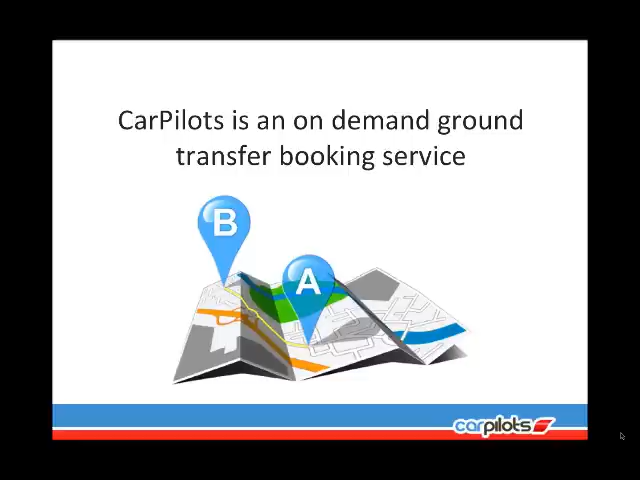 CarPilots is an on demand ground
transfer booking service
B
A
carpilots